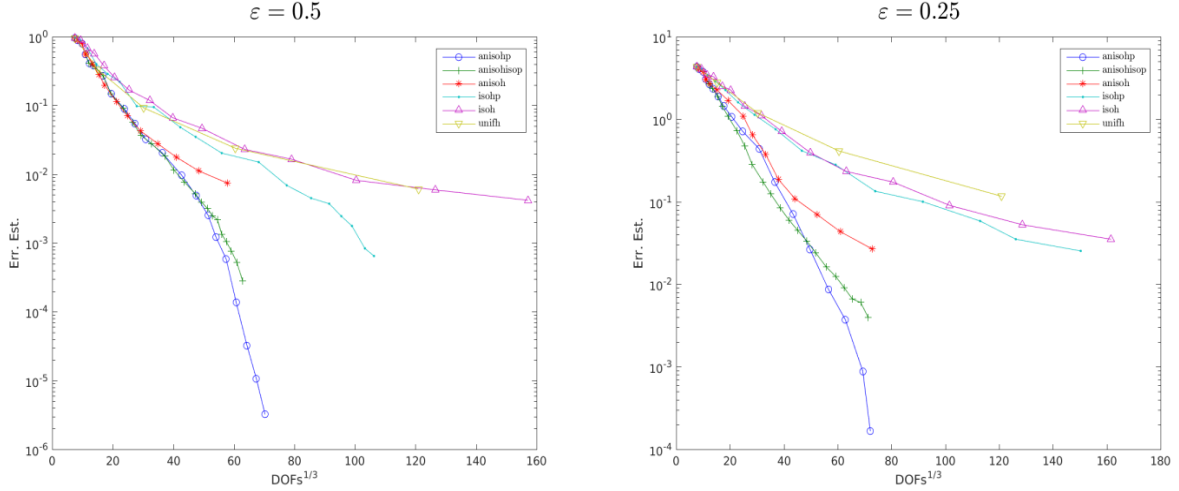 ε = 0.5
10^0
10^-1
10^-2
10^-3
10^-4
10^-5
10^-6
Err. Est.
0 20 40 60 80 100 120 140 160
DOFs^1/3
anisohp
anisohisop
anisoh
isohp
isoh
unifh
ε = 0.25
10^1
10^0
10^-1
10^-2
10^-3
10^-4
Err. Est.
0 20 40 60 80 100 120 140 160 180
DOFs^1/3
anisohp
anisohisop
anisoh
isohp
isoh
unifh